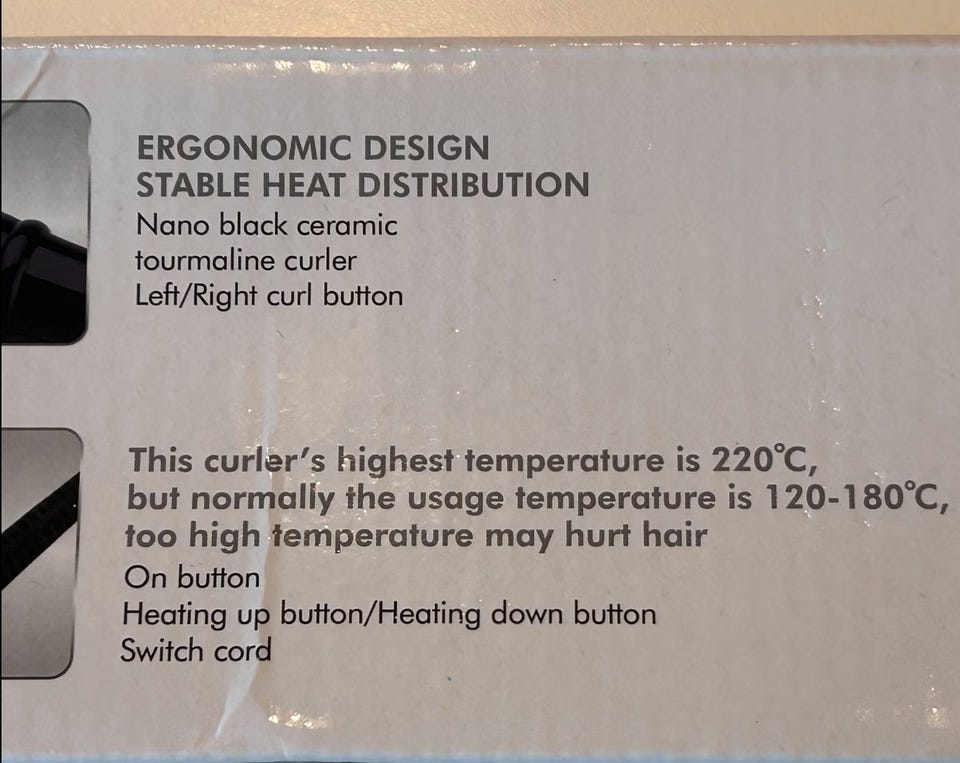 ERGONOMIC DESIGN
STABLE HEAT DISTRIBUTION
Nano black ceramic
tourmaline curler
Left/Right curl button
This curler's highest temperature is 220℃,
but normally the usage temperature is 120-180℃,
too high temperature may hurt hair
On button
Heating up button/Heating down button
Switch cord